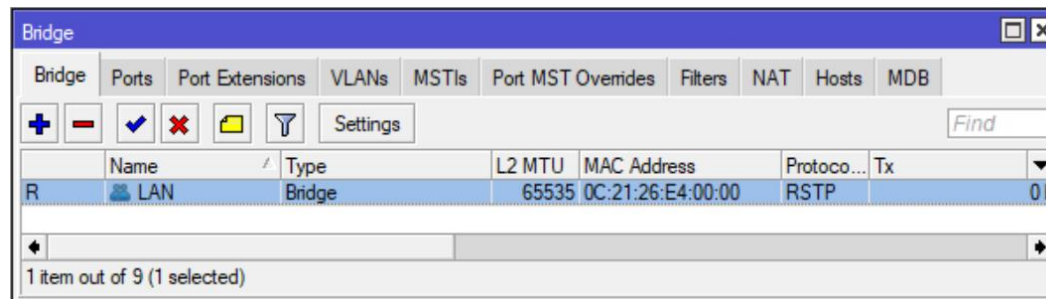 Bridge
Bridge Ports Port Extensions VLANs MSTIs Port MST Overrides Filters NAT Hosts MDB
Settings Find
Name Type L2 MTU MAC Address Protoco... Tx
R LAN Bridge 65535 0C:21:26:E4:00:00 RSTP 0
1 item out of 9 (1 selected)